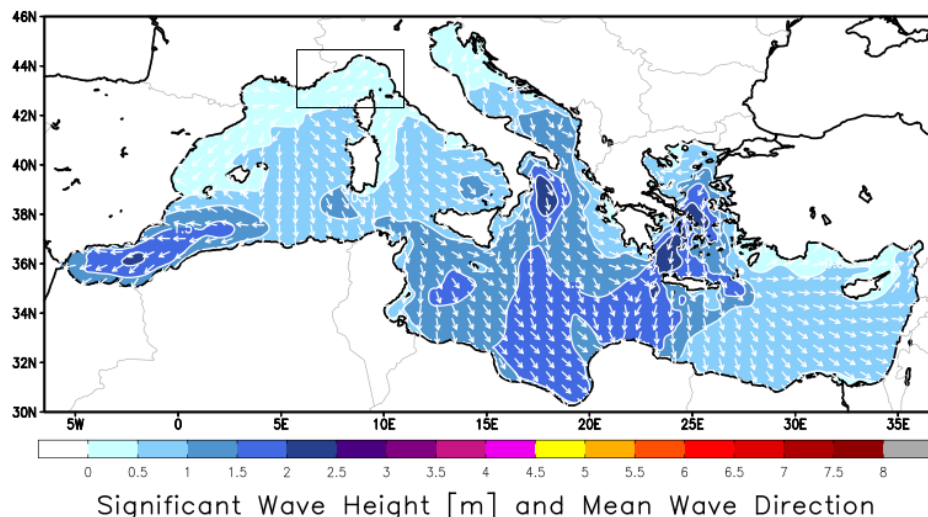 46N
44N
42N
40N
38N
36N
34N
32N
30N
5W 0 5E 10E 15E 20E 25E 30E 35E
0 0.5 1 1.5 2 2.5 3 3.5 4 4.5 5 5.5 6 6.5 7 7.5 8
Significant Wave Height [m] and Mean Wave Direction